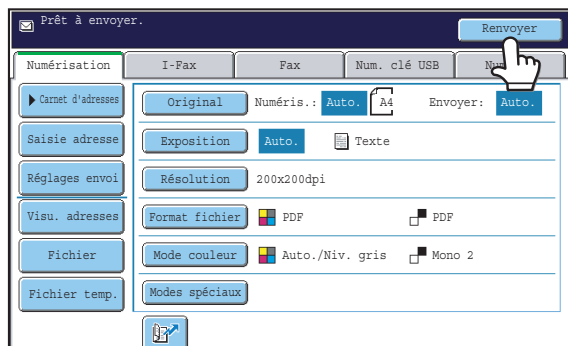 Prêt à envoyer.
Renvoyer
Numérisation I-Fax Fax Num. clé USB
Carnet d'adresses Original Numéris.: Auto. A4 Envoyer: Auto.
Saisie adresse Exposition Auto. Texte
Réglages envoi Résolution 200x200dpi
Visu. adresses Format fichier PDF PDF
Fichier Mode couleur Auto./Niv. gris Mono 2
Fichier temp. Modes spéciaux